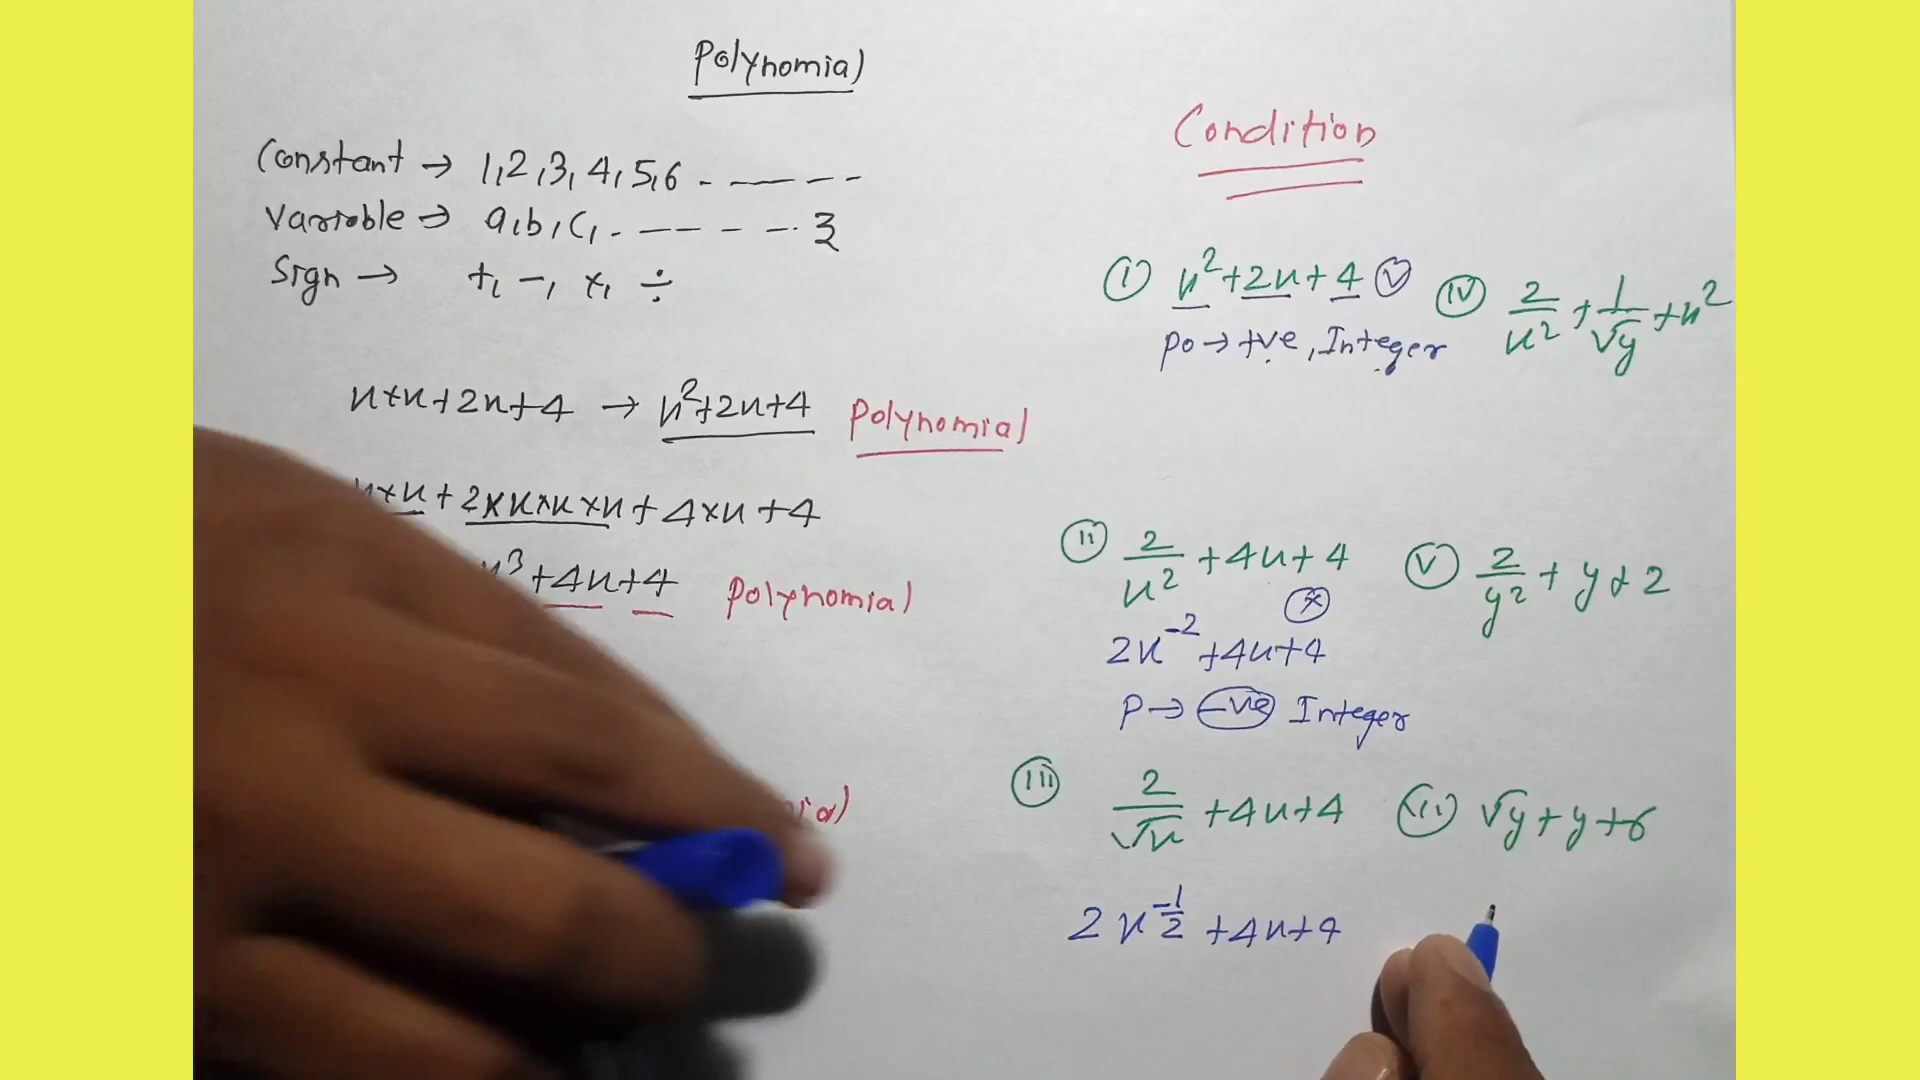 Polynomial
Constant → 1,2,3,4,5,6 - — — - -
Variable → a,b,c, - — — - - - z
Sign → +, -, ×, ÷
x×x+2x+4 → x²+2x+4 Polynomial
x×x+2×x×x×x+4×x+4
x³+4x+4 Polynomial
Condition
(i) x²+2x+4 (✓)
Po → +ve, Integer
(iv) 2/x² + 1/√y + x²
(ii) 2/x² + 4x + 4 (×)
2x⁻²+4x+4
P → -ve Integer
(v) 2/y² + y + 2
(iii) 2/√x + 4x + 4
2x^(-1/2) + 4x + 4
√y + y + 6